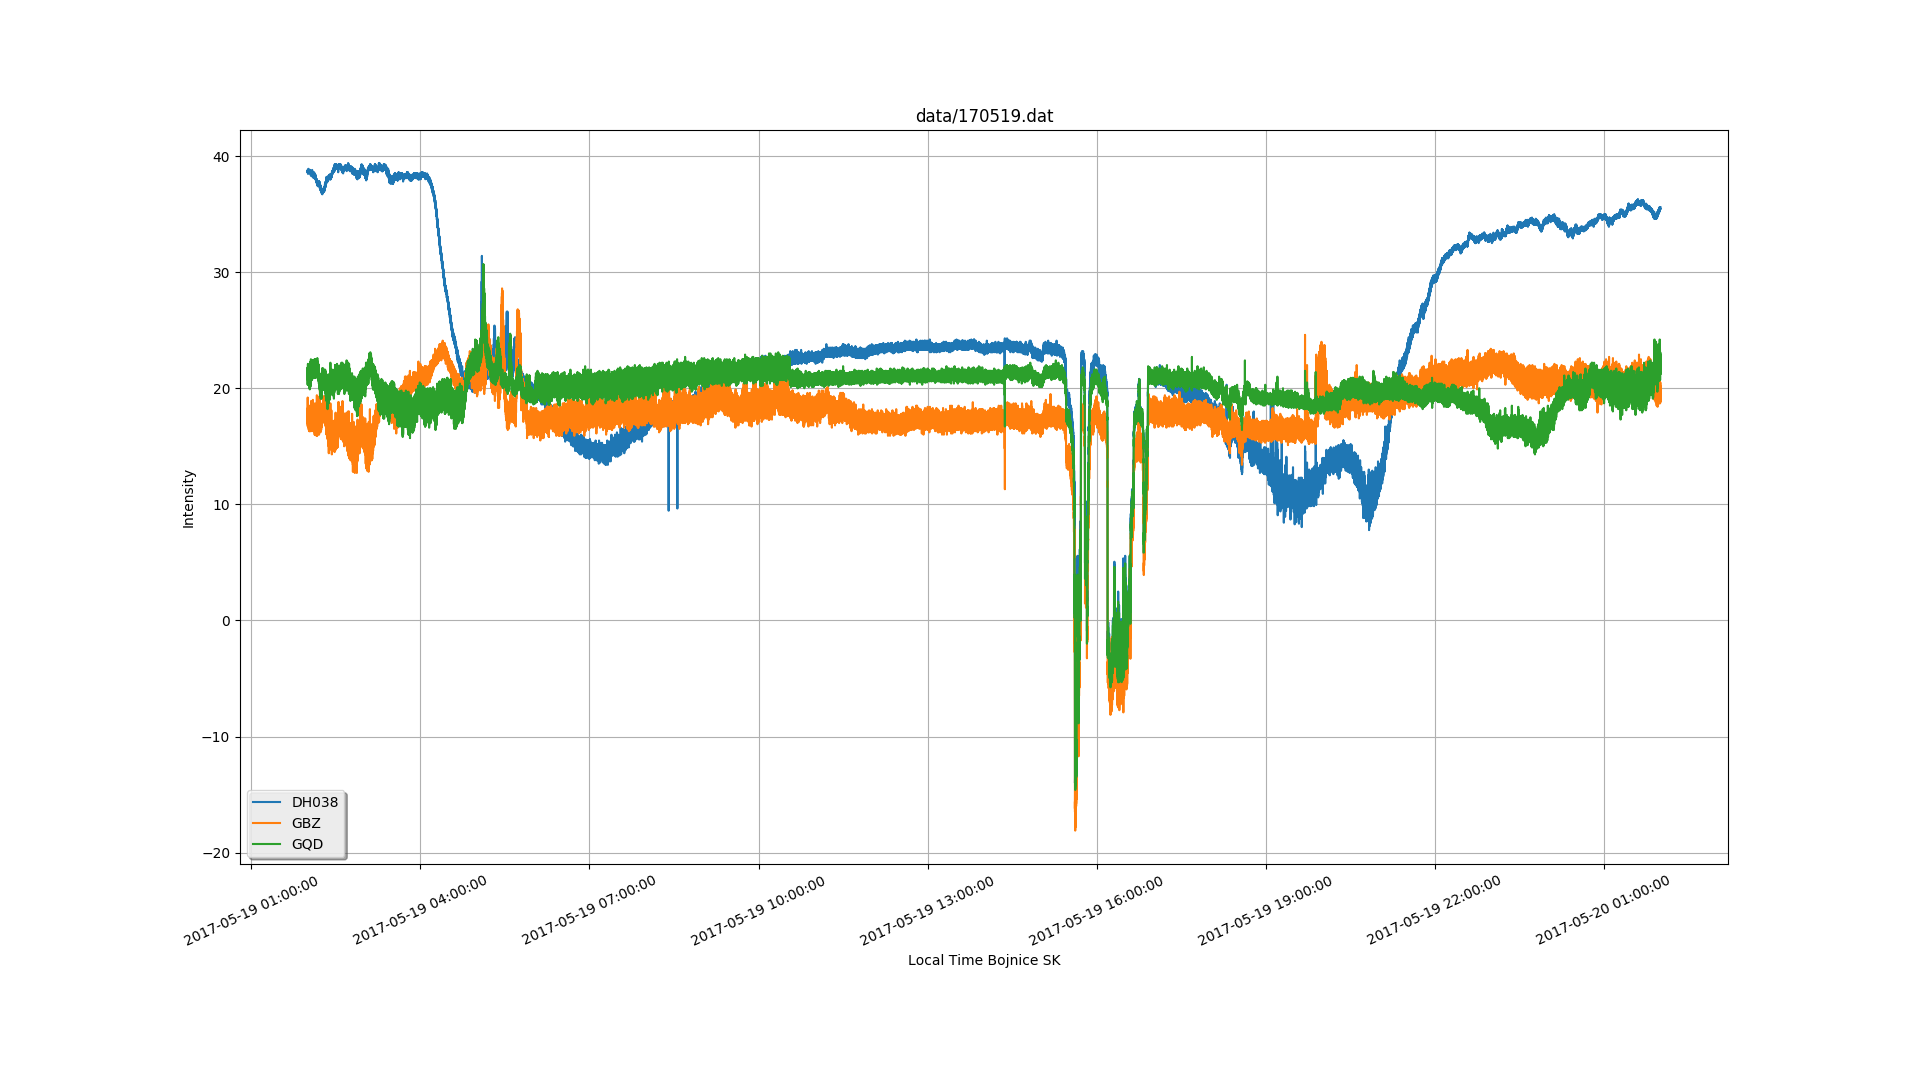 data/170519.dat
Intensity
40
30
20
10
0
−10
−20
DH038
GBZ
GQD
2017-05-19 01:00:00
2017-05-19 04:00:00
2017-05-19 07:00:00
2017-05-19 10:00:00
2017-05-19 13:00:00
2017-05-19 16:00:00
2017-05-19 19:00:00
2017-05-19 22:00:00
2017-05-20 01:00:00
Local Time Bojnice SK